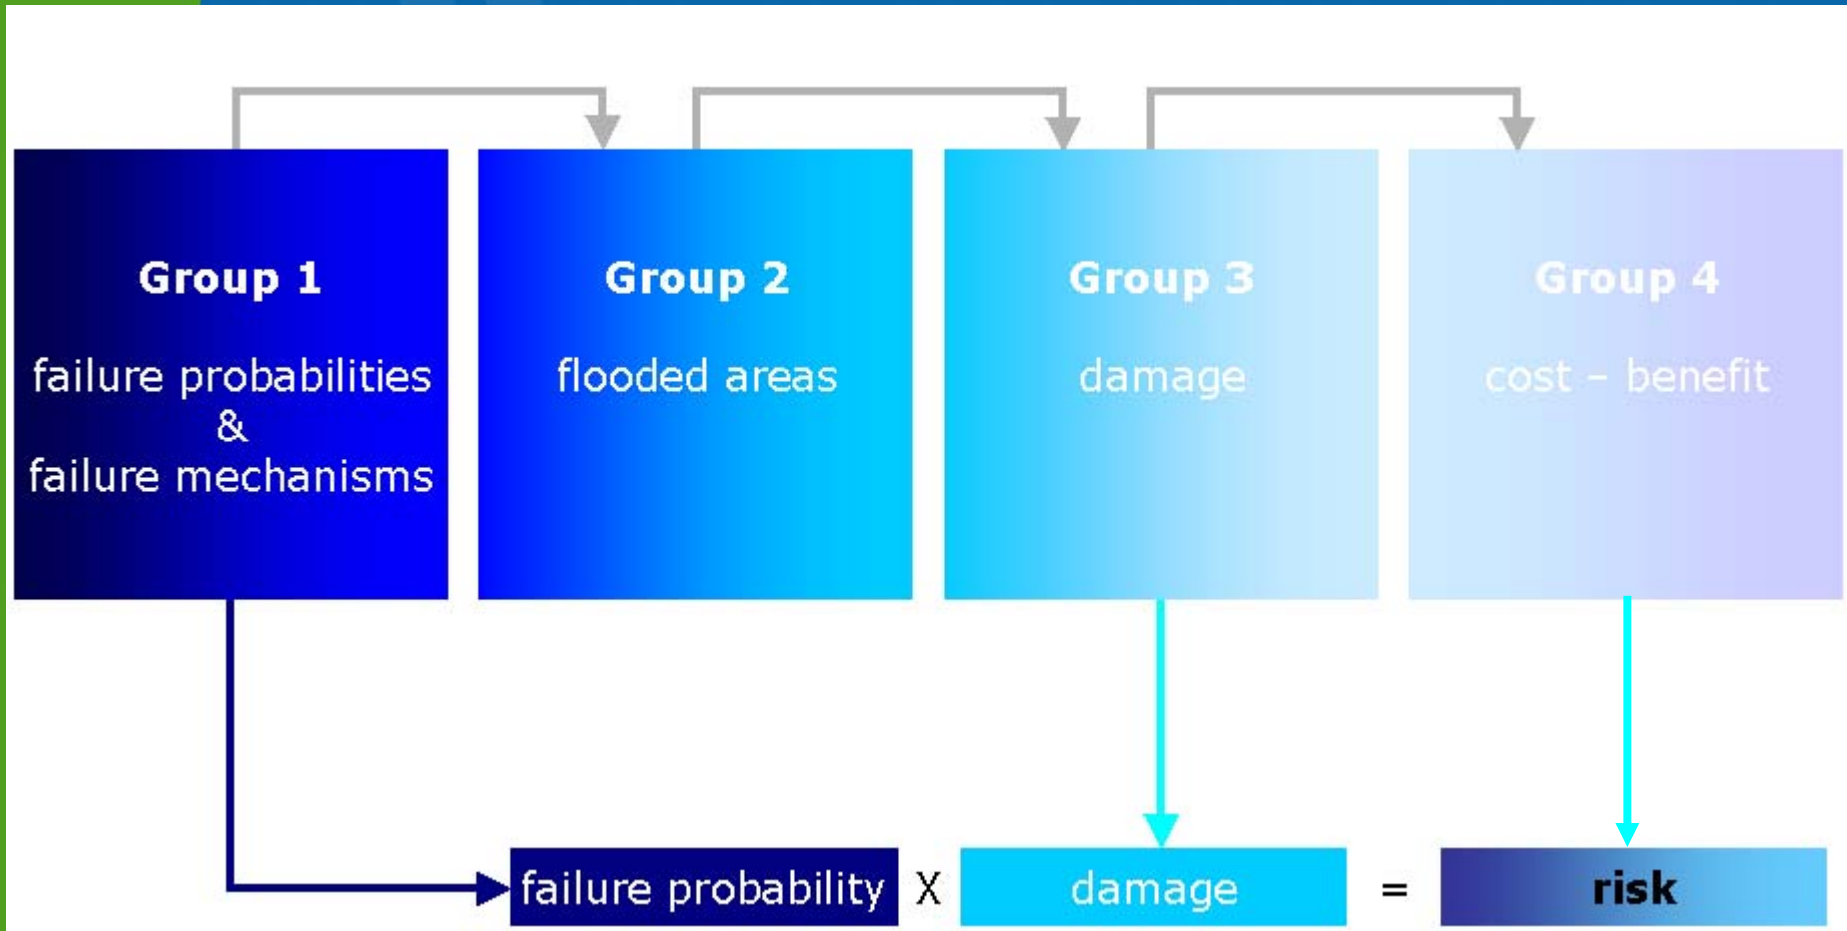 Group 1
failure probabilities
&
failure mechanisms
Group 2
flooded areas
Group 3
damage
Group 4
cost – benefit
failure probability X damage = risk